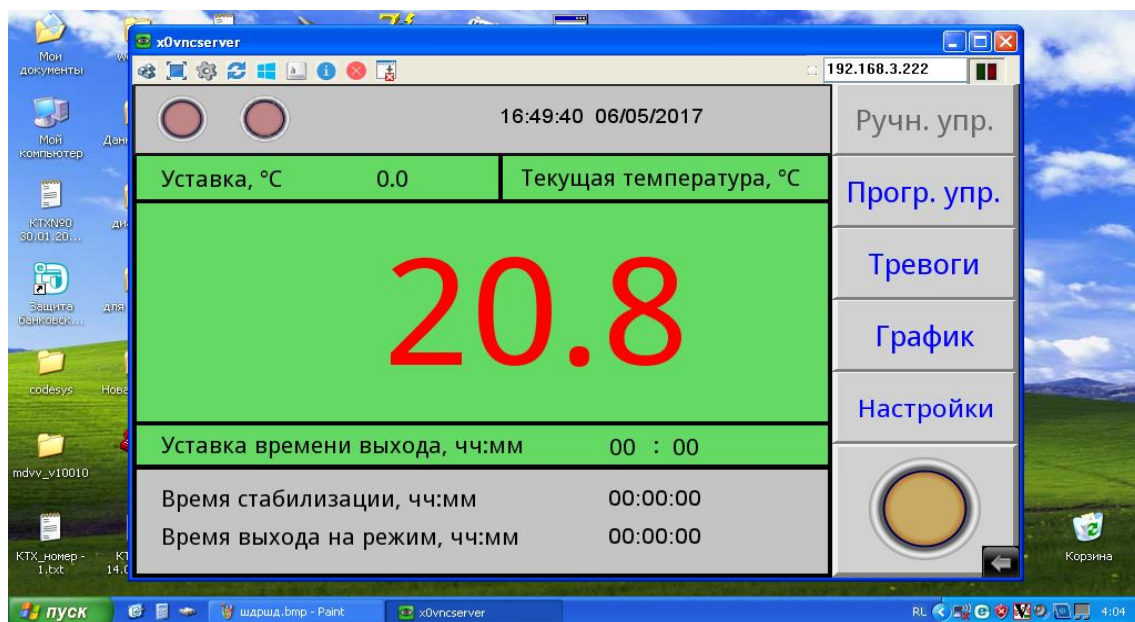 Мои документы
x0vncserver
192.168.3.222
Мой компьютер
16:49:40 06/05/2017
Ручн. упр.
Уставка, °C 0.0
Текущая температура, °C
Прогр. упр.
КТХ№0
30.01.20...
20.8
Тревоги
Защита банковск...
График
codesys
Настройки
Уставка времени выхода, чч:мм 00 : 00
mdvv_v10010
Время стабилизации, чч:мм 00:00:00
Время выхода на режим, чч:мм 00:00:00
КТХ_номер - 1.txt
Корзина
пуск
шдршд.bmp - Paint
x0vncserver
RL
4:04